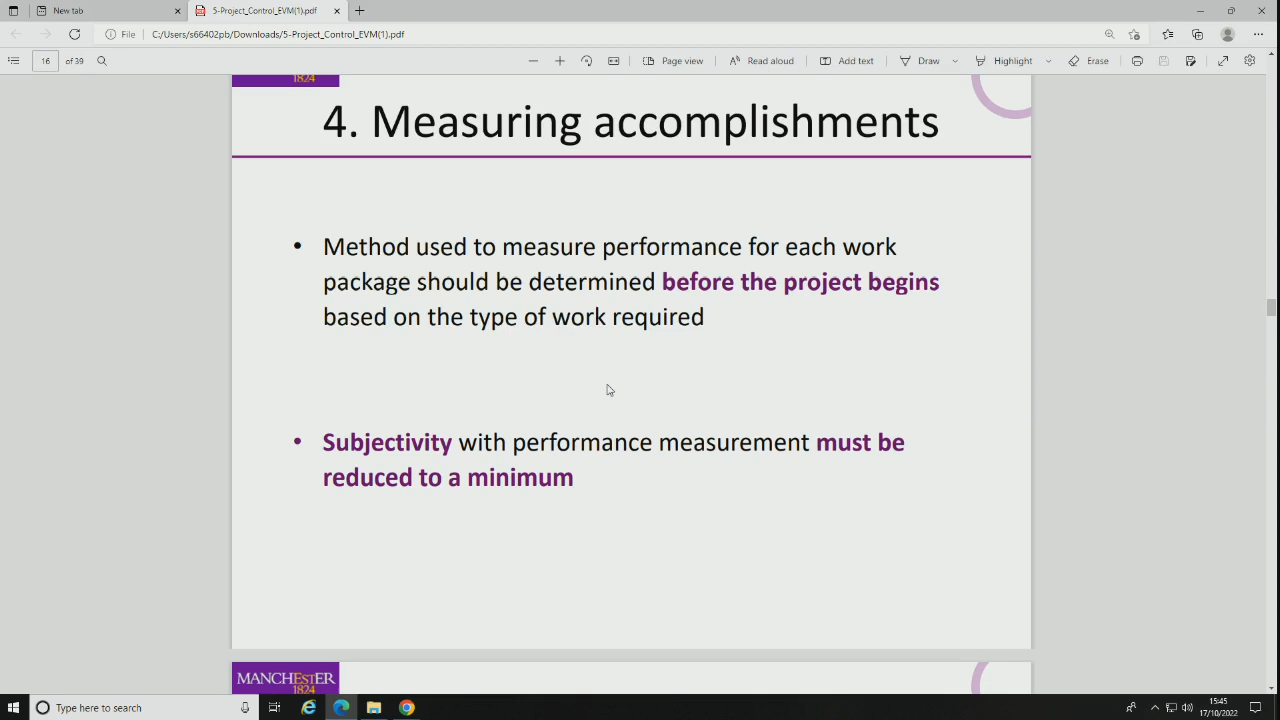 New tab
5-Project_Control_EVM(1).pdf
File
C:/Users/s66402pb/Downloads/5-Project_Control_EVM(1).pdf
16
of 39
Page view
Read aloud
Add text
Draw
Highlight
Erase
1824
4. Measuring accomplishments
• Method used to measure performance for each work
package should be determined before the project begins
based on the type of work required
• Subjectivity with performance measurement must be
reduced to a minimum
MANCHESTER
1824
Type here to search
15:45
17/10/2022